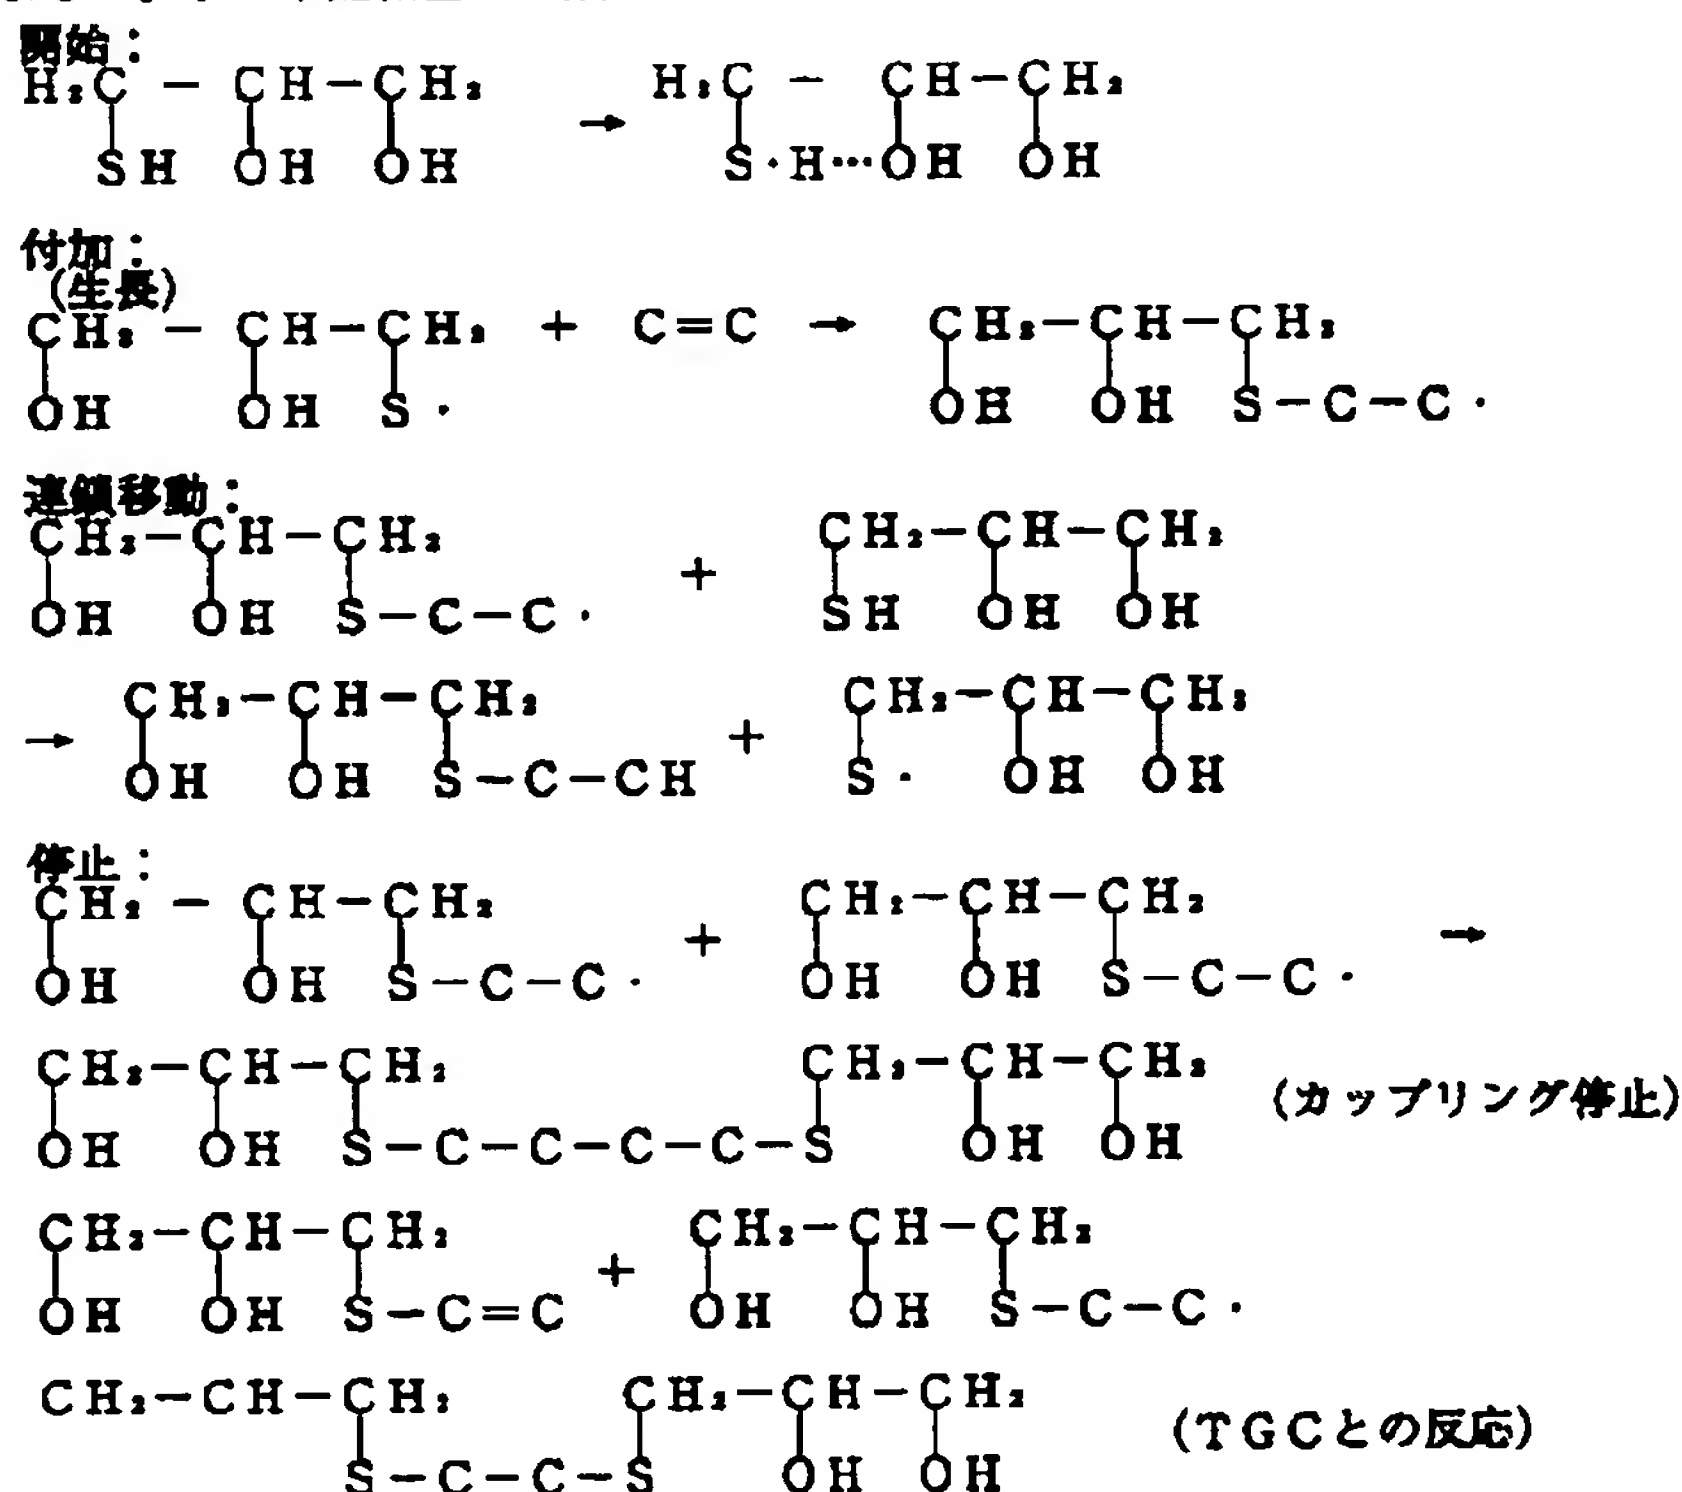 開始：
H₂C － CH－CH₂ → H₂C － CH－CH₂
SH OH OH S・H…OH OH
付加：
(生長)
CH₂ － CH－CH₂ ＋ C＝C → CH₂－CH－CH₂
OH OH S・ OH OH S－C－C・
連鎖移動：
CH₂－CH－CH₂ ＋ CH₂－CH－CH₂
OH OH S－C－C・ SH OH OH
→ CH₂－CH－CH₂ ＋ CH₂－CH－CH₂
OH OH S－C－CH S・ OH OH
停止：
CH₂ － CH－CH₂ ＋ CH₂－CH－CH₂ →
OH OH S－C－C・ OH OH S－C－C・
CH₂－CH－CH₂ CH₂－CH－CH₂ (カップリング停止)
OH OH S－C－C－C－C－S OH OH
CH₂－CH－CH₂ ＋ CH₂－CH－CH₂
OH OH S－C＝C OH OH S－C－C・
CH₂－CH－CH₂ CH₂－CH－CH₂ (TGCとの反応)
S－C－C－S OH OH